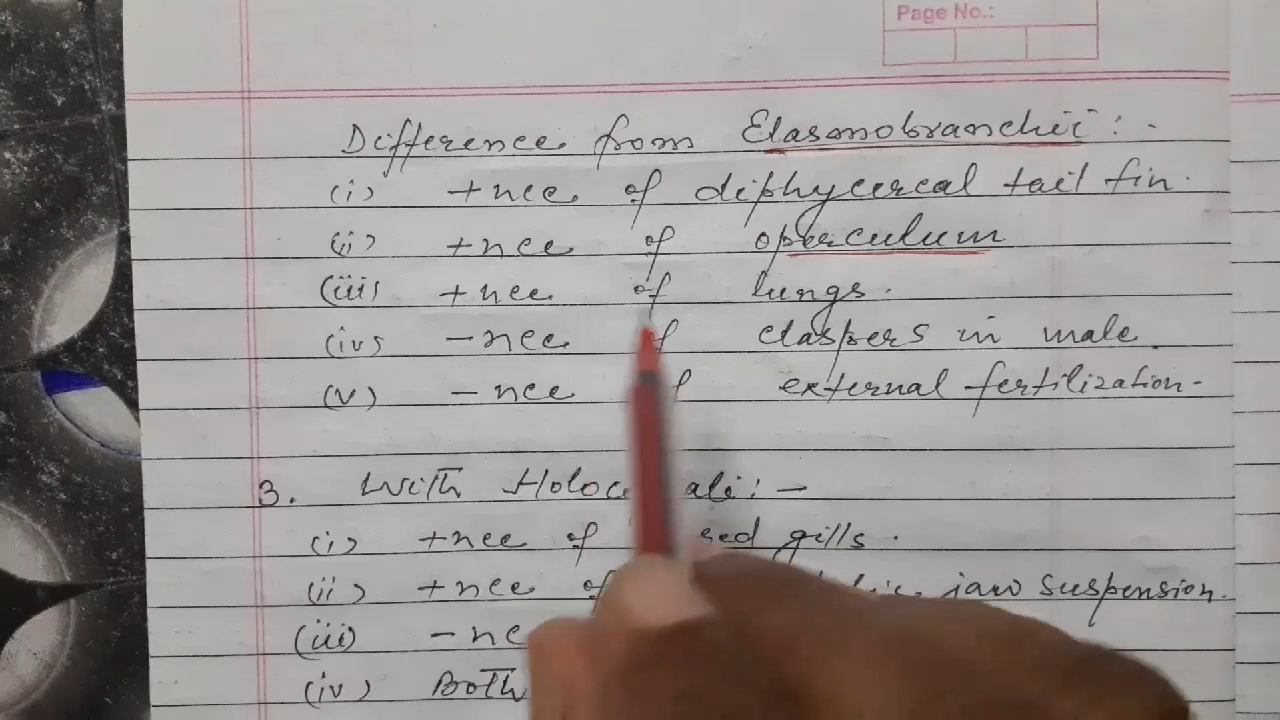 Page No.:
Difference from Elasmobranchii :-
(i) +nce of diphycercal tail fin.
(ii) +nce of operculum
(iii) +nce of lungs.
(iv) -nce of claspers in male
(v) -nce external fertilization-
3. With :-
(i) +nce of gills.
(ii) +nce of jaw suspension.
(iii)
(iv) Both